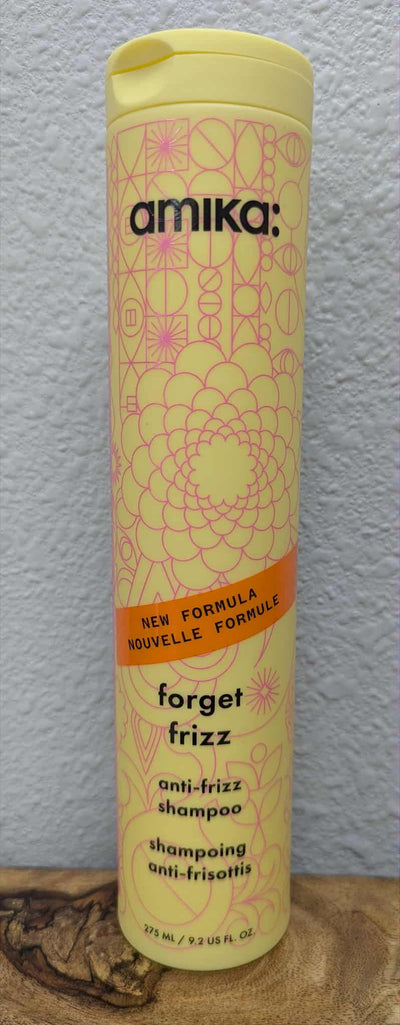 amika:
NEW FORMULA
NOUVELLE FORMULE
forget
frizz
anti-frizz
shampoo
shampoing
anti-frisottis
275 ML / 9.2 US FL. OZ.